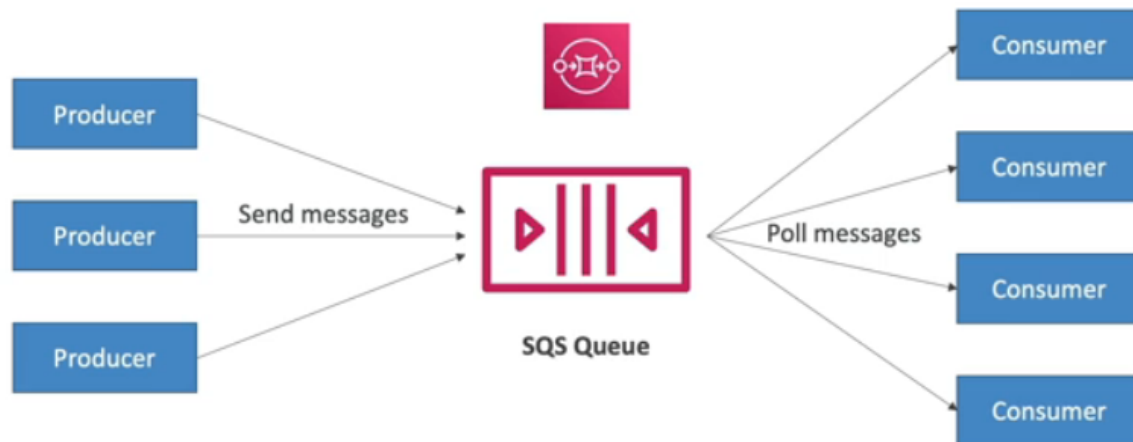 Producer
Producer
Producer
Send messages
SQS Queue
Poll messages
Consumer
Consumer
Consumer
Consumer